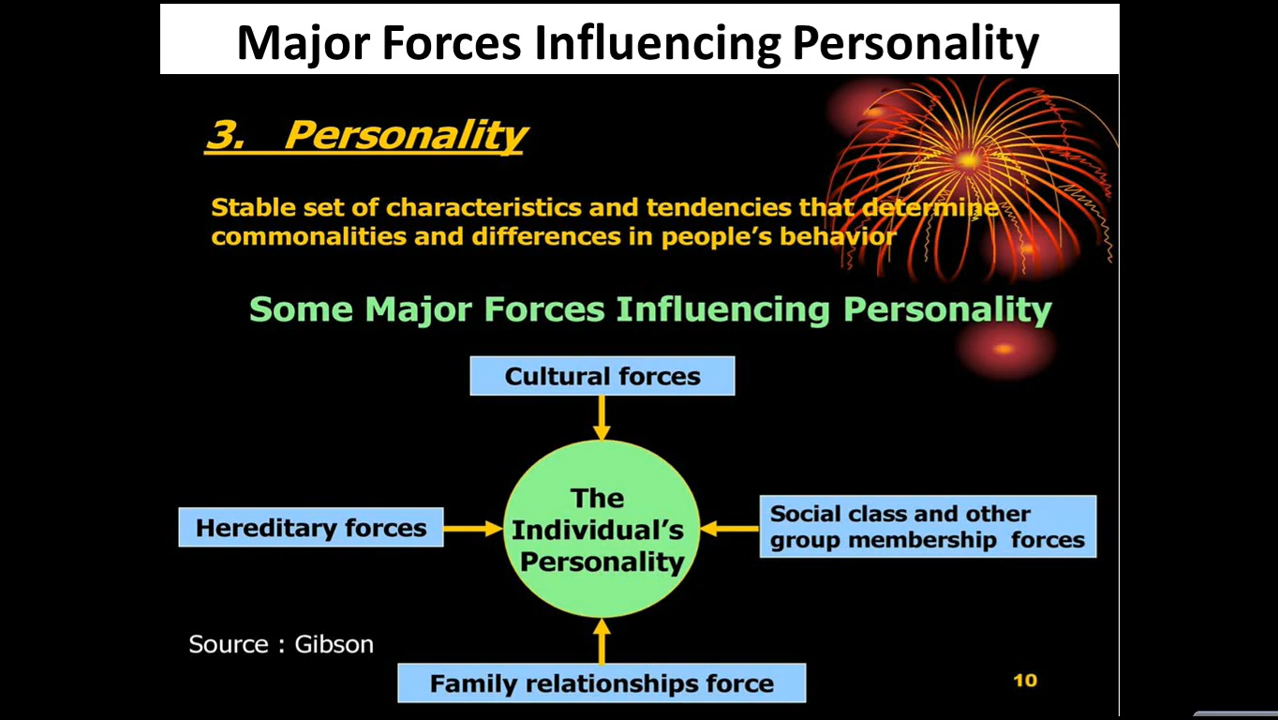 Major Forces Influencing Personality
3. Personality
Stable set of characteristics and tendencies that determine
commonalities and differences in people’s behavior
Some Major Forces Influencing Personality
Cultural forces
Hereditary forces
The
Individual’s
Personality
Social class and other
group membership forces
Source : Gibson
Family relationships force
10